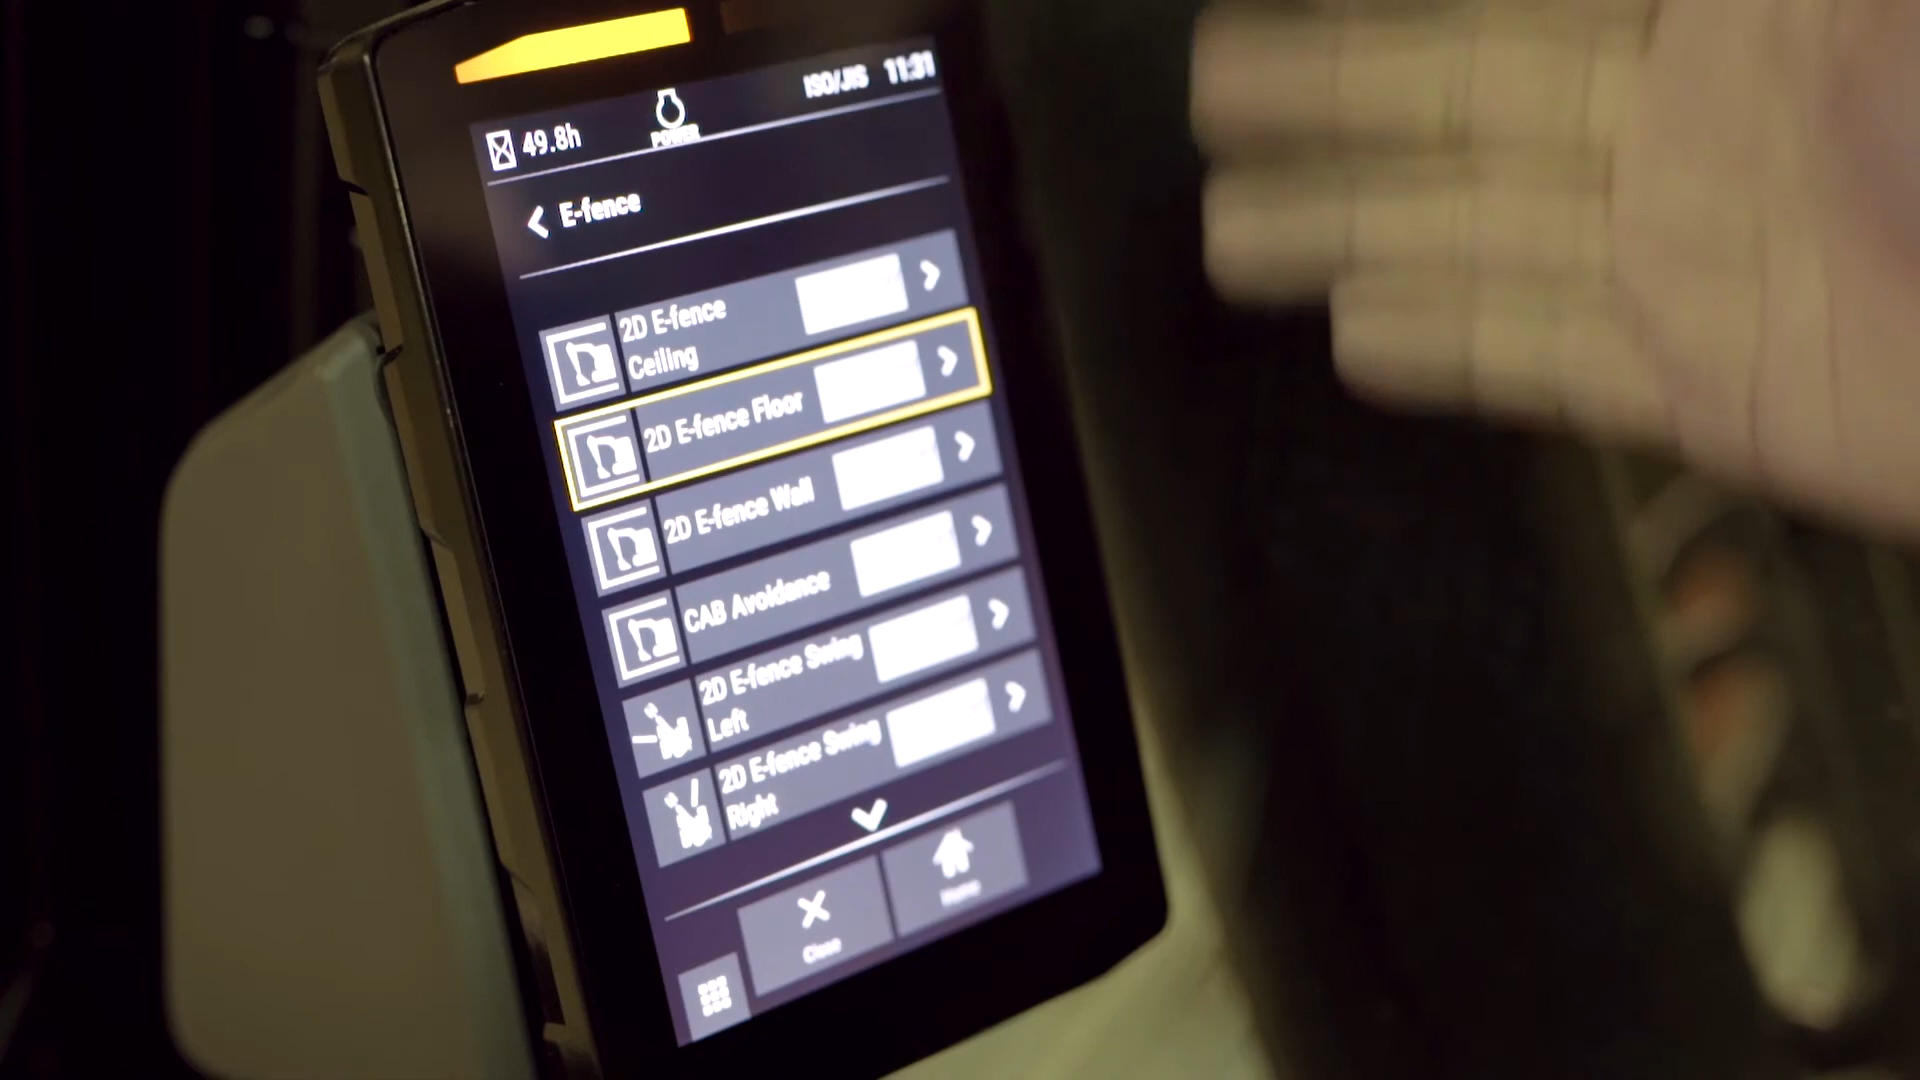 ISO/JIS 11:31
49.8h
POWER
E-fence
2D E-fence
Ceiling
2D E-fence Floor
2D E-fence Wall
CAB Avoidance
2D E-fence Swing
Left
2D E-fence Swing
Right
Close
Home